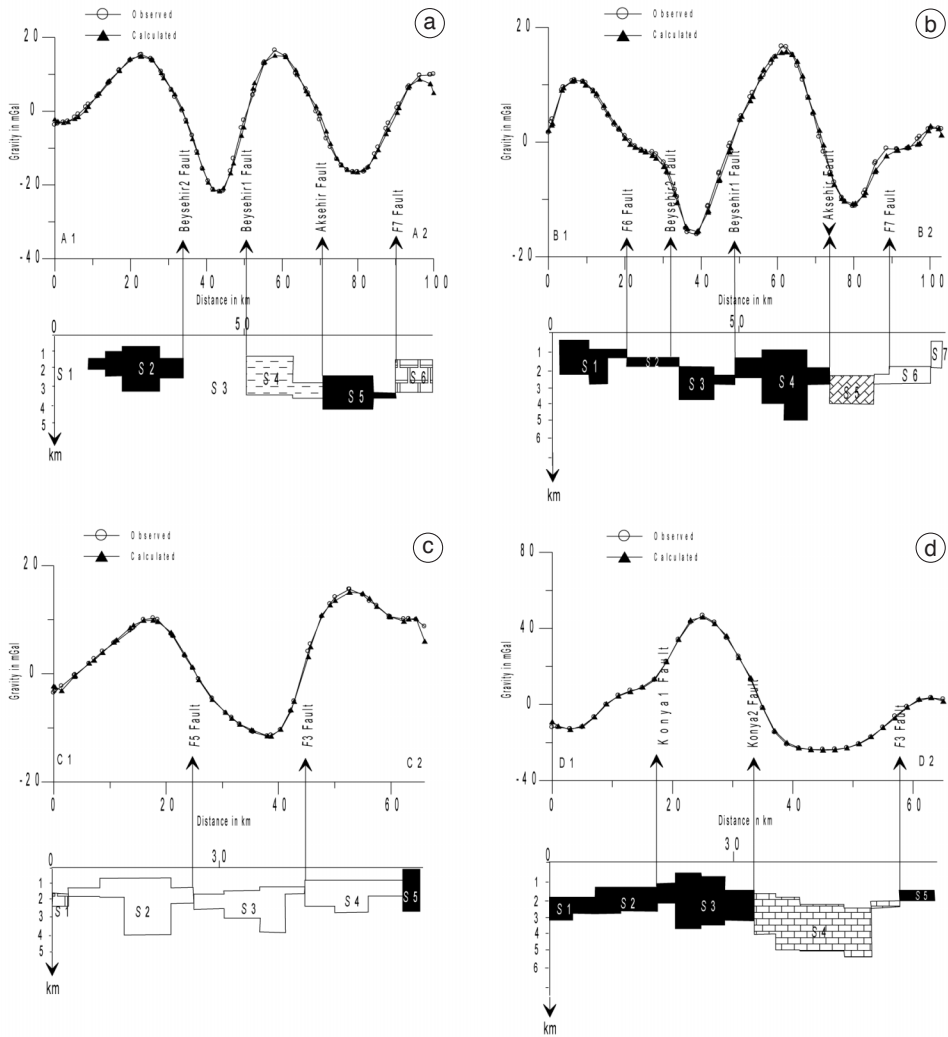 Observed
Calculated
a
20
0
-20
-40
Gravity in mGal
Beysehir2 Fault
Beysehir1 Fault
Aksehir Fault
F7 Fault
A1
A2
0 20 40 60 80 100
Distance in km
0 50
1
2
3
4
5
km
S1
S2
S3
S4
S5
S6
Observed
Calculated
b
20
0
-20
Gravity in mGal
F6 Fault
Beysehir2 Fault
Beysehir1 Fault
Aksehir Fault
F7 Fault
B1
B2
0 20 40 60 80 100
Distance in km
0 50
1
2
3
4
5
6
km
S1
S2
S3
S4
S5
S6
S7
Observed
Calculated
c
20
0
-20
Gravity in mGal
F5 Fault
F3 Fault
C1
C2
0 20 40 60
Distance in km
0 30
1
2
3
4
5
km
S1
S2
S3
S4
S5
Observed
Calculated
d
80
40
0
-40
Gravity in mGal
Konya1 Fault
Konya2 Fault
F3 Fault
D1
D2
0 20 40 60
Distance in km
0 30
1
2
3
4
5
6
km
S1
S2
S3
S4
S5